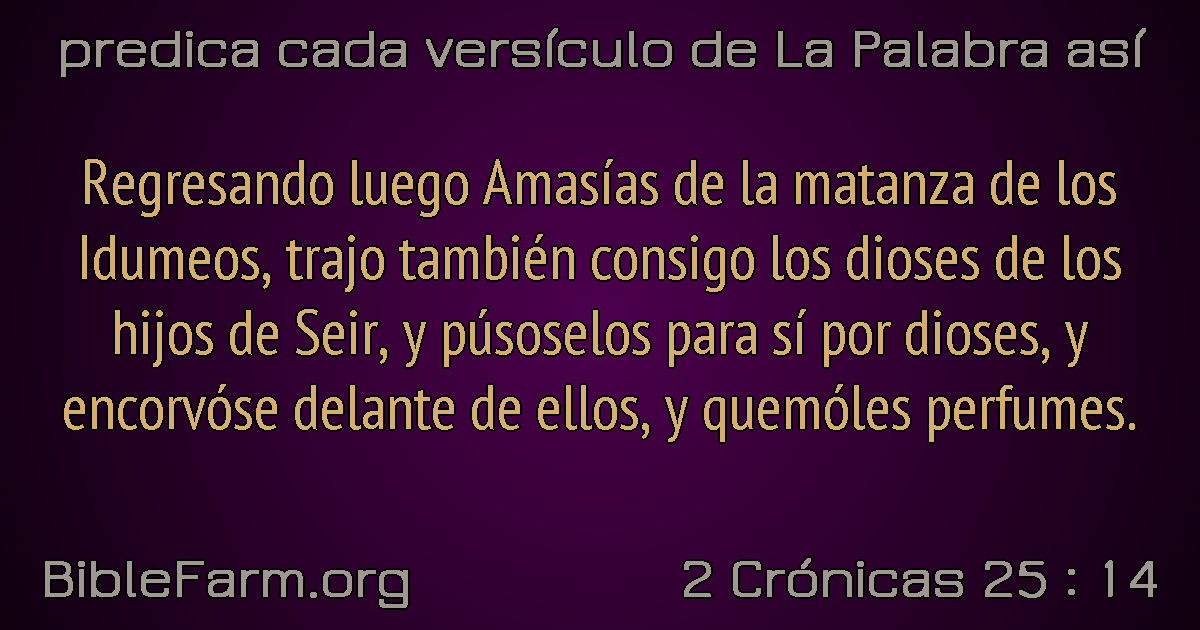 predica cada versículo de La Palabra así
Regresando luego Amasías de la matanza de los
Idumeos, trajo también consigo los dioses de los
hijos de Seir, y púsoselos para sí por dioses, y
encorvóse delante de ellos, y quemóles perfumes.
BibleFarm.org
2 Crónicas 25 : 14